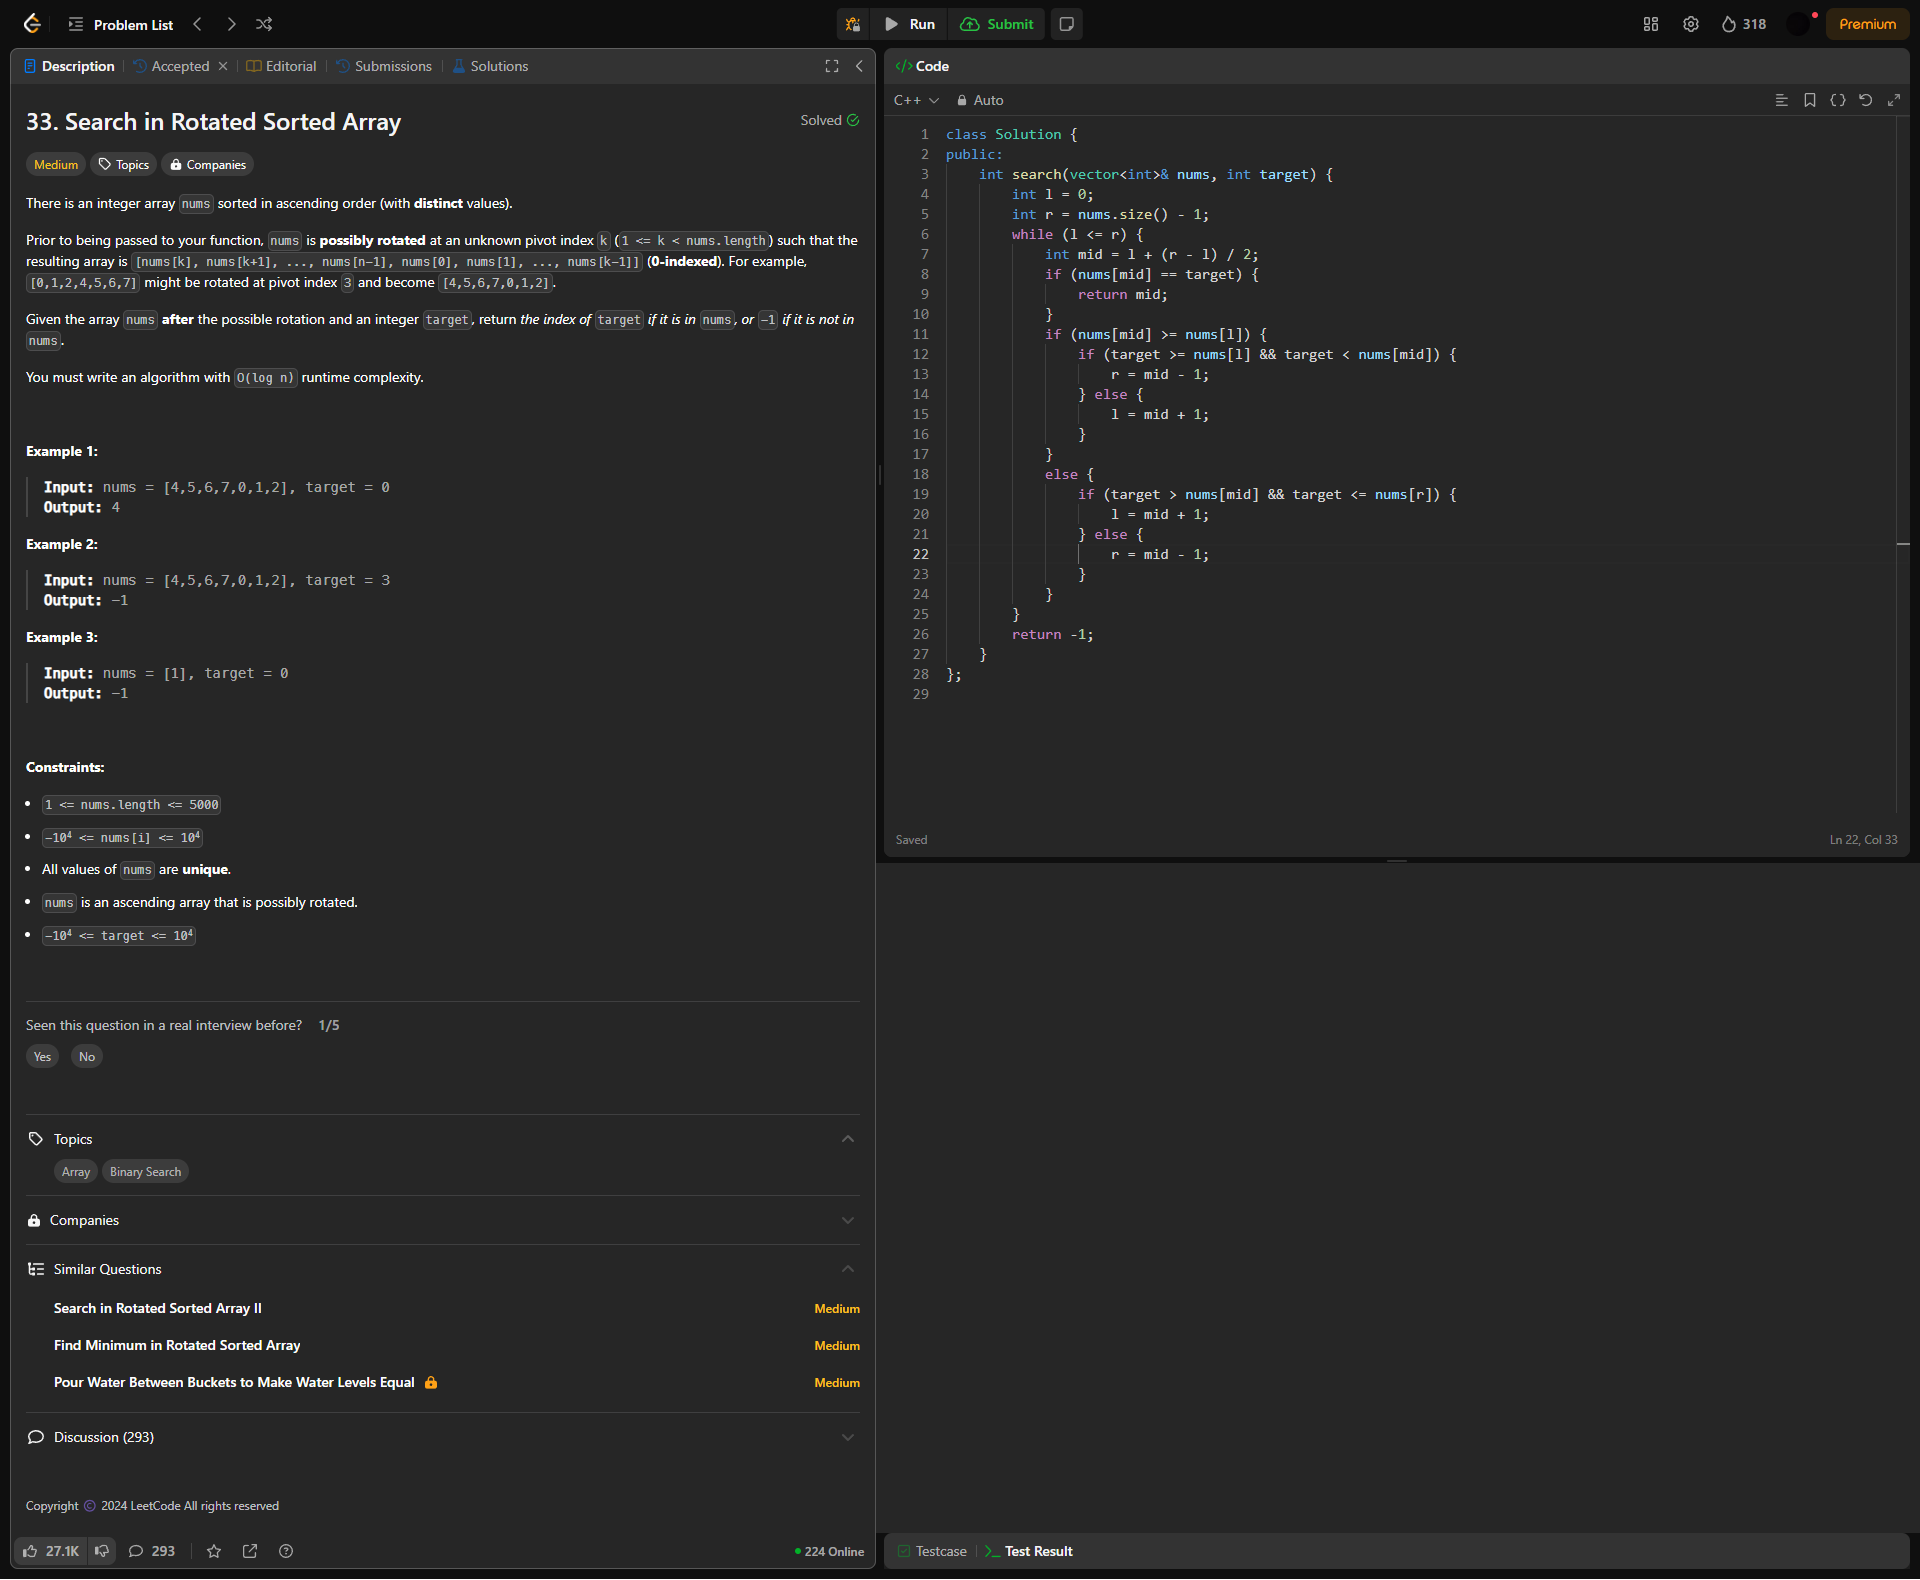 Problem List
Run
Submit
318
Premium
Description
Accepted
Editorial
Submissions
Solutions
33. Search in Rotated Sorted Array
Solved
Medium
Topics
Companies
There is an integer array nums sorted in ascending order (with distinct values).
Prior to being passed to your function, nums is possibly rotated at an unknown pivot index k (1 <= k < nums.length) such that the
resulting array is [nums[k], nums[k+1], ..., nums[n-1], nums[0], nums[1], ..., nums[k-1]] (0-indexed). For example,
[0,1,2,4,5,6,7] might be rotated at pivot index 3 and become [4,5,6,7,0,1,2].
Given the array nums after the possible rotation and an integer target, return the index of target if it is in nums, or -1 if it is not in
nums.
You must write an algorithm with O(log n) runtime complexity.
Example 1:
Input: nums = [4,5,6,7,0,1,2], target = 0
Output: 4
Example 2:
Input: nums = [4,5,6,7,0,1,2], target = 3
Output: -1
Example 3:
Input: nums = [1], target = 0
Output: -1
Constraints:
• 1 <= nums.length <= 5000
• -10⁴ <= nums[i] <= 10⁴
• All values of nums are unique.
• nums is an ascending array that is possibly rotated.
• -10⁴ <= target <= 10⁴
Seen this question in a real interview before? 1/5
Yes
No
Topics
Array
Binary Search
Companies
Similar Questions
Search in Rotated Sorted Array II
Medium
Find Minimum in Rotated Sorted Array
Medium
Pour Water Between Buckets to Make Water Levels Equal
Medium
Discussion (293)
Copyright © 2024 LeetCode All rights reserved
27.1K
293
224 Online
</> Code
C++
Auto
1 class Solution {
2 public:
3     int search(vector<int>& nums, int target) {
4         int l = 0;
5         int r = nums.size() - 1;
6         while (l <= r) {
7             int mid = l + (r - l) / 2;
8             if (nums[mid] == target) {
9                 return mid;
10             }
11             if (nums[mid] >= nums[l]) {
12                 if (target >= nums[l] && target < nums[mid]) {
13                     r = mid - 1;
14                 } else {
15                     l = mid + 1;
16                 }
17             }
18             else {
19                 if (target > nums[mid] && target <= nums[r]) {
20                     l = mid + 1;
21                 } else {
22                     r = mid - 1;
23                 }
24             }
25         }
26         return -1;
27     }
28 };
29
Saved
Ln 22, Col 33
Testcase
Test Result